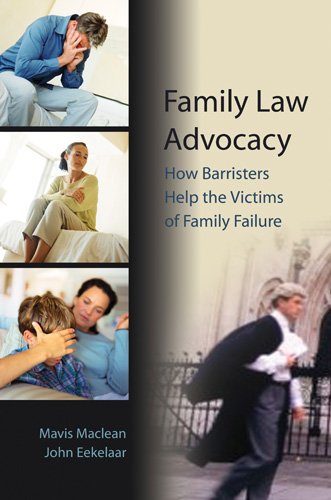 Family Law
Advocacy
How Barristers
Help the Victims
of Family Failure
Mavis Maclean
John Eekelaar